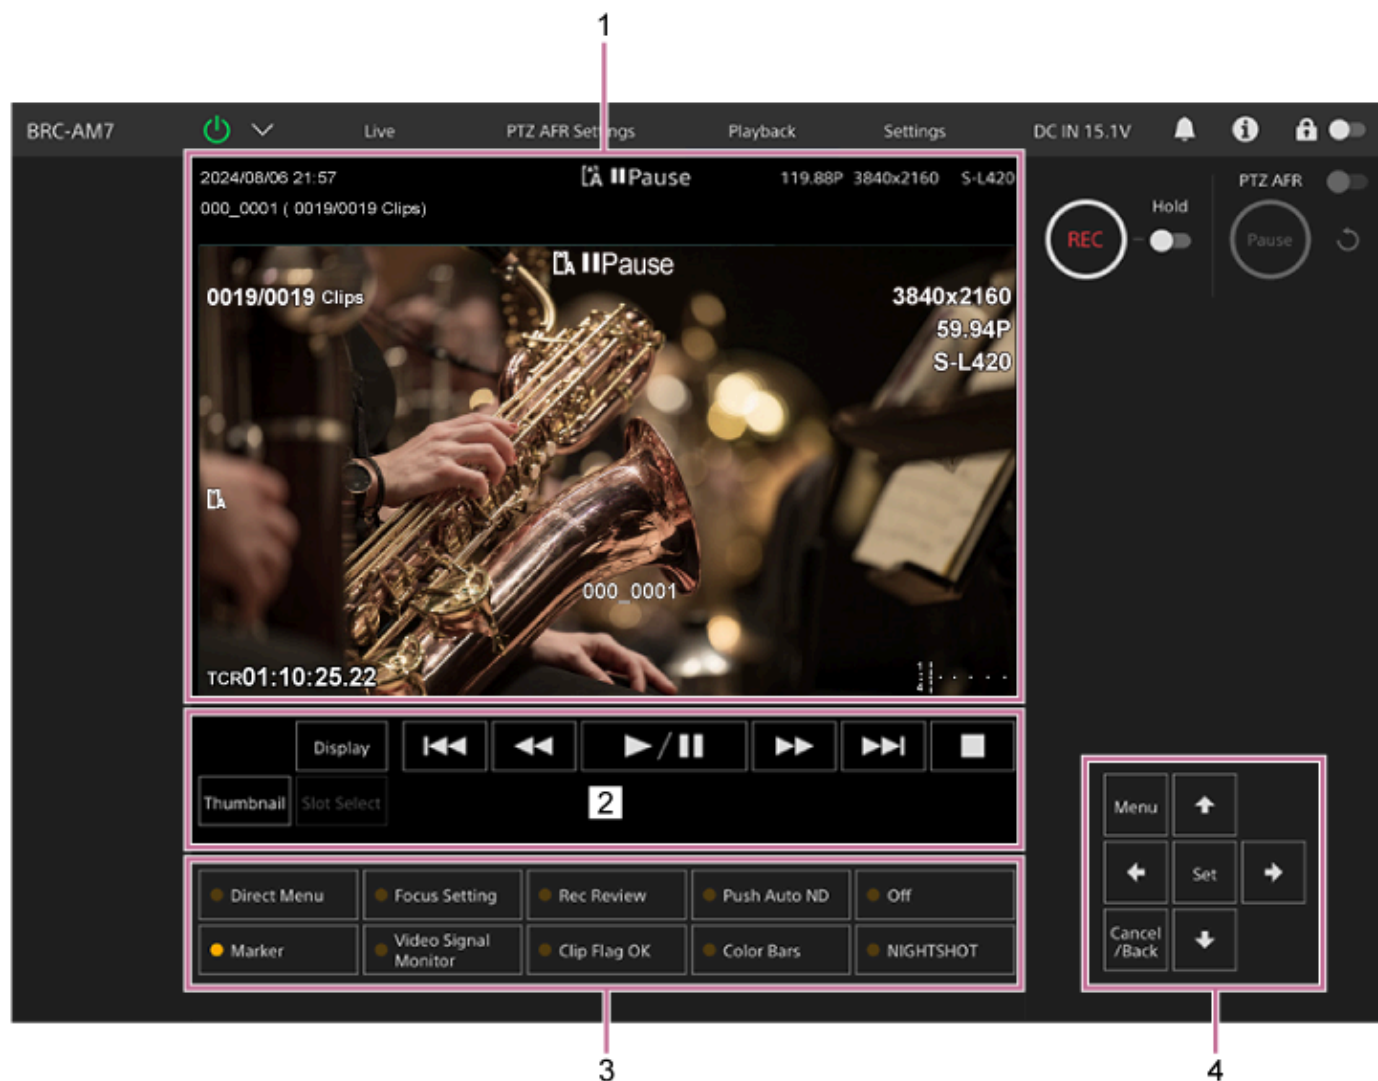 1
BRC-AM7 Live PTZ AFR Settings Playback Settings DC IN 15.1V
2024/08/06 21:57 A Pause 119.88P 3840x2160 S-L420
000_0001 ( 0019/0019 Clips)
PTZ AFR
Hold
REC
Pause
A Pause
0019/0019 Clips
3840x2160
59.94P
S-L420
A
000_0001
TCR01:10:25.22
Display
Thumbnail Slot Select
2
Direct Menu Focus Setting Rec Review Push Auto ND Off
Marker Video Signal Monitor Clip Flag OK Color Bars NIGHTSHOT
Menu
Set
Cancel
/Back
3
4